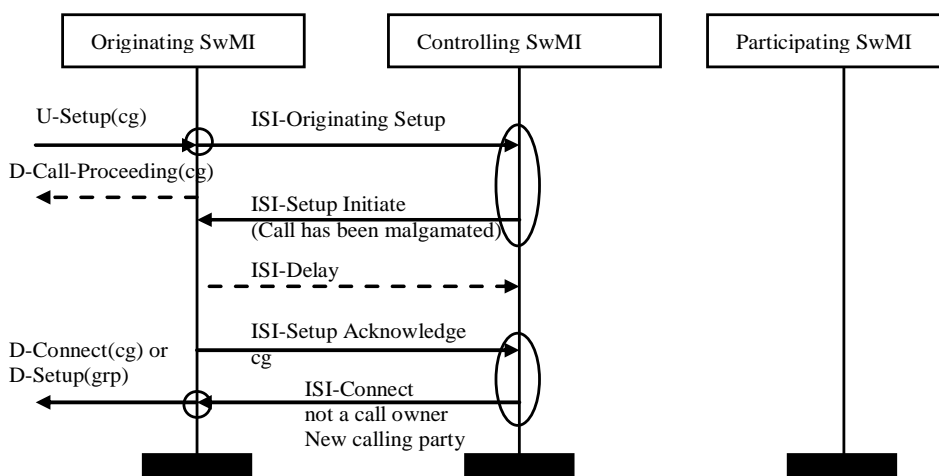 Originating SwMI
Controlling SwMI
Participating SwMI
U-Setup(cg)
ISI-Originating Setup
D-Call-Proceeding(cg)
ISI-Setup Initiate
(Call has been malgamated)
ISI-Delay
ISI-Setup Acknowledge
cg
D-Connect(cg) or
D-Setup(grp)
ISI-Connect
not a call owner
New calling party